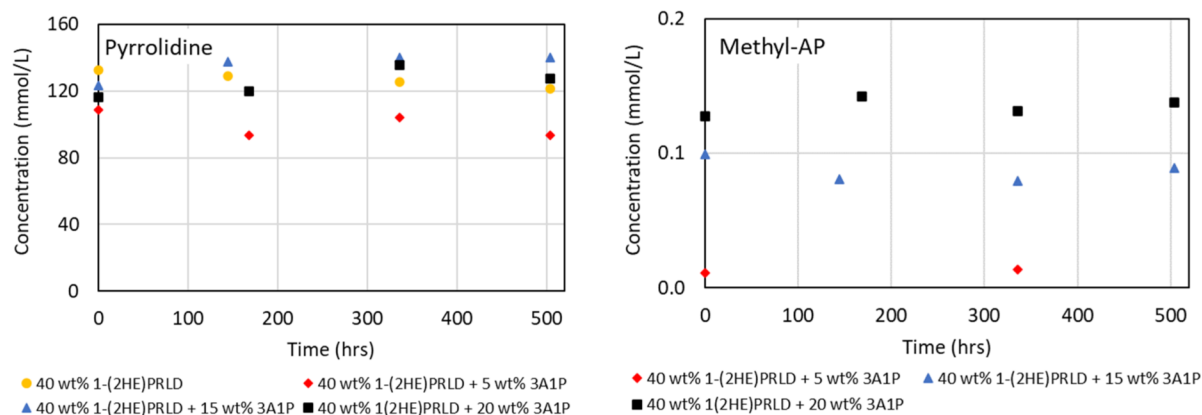 Pyrrolidine
Concentration (mmol/L)
160
120
80
40
0
0 100 200 300 400 500
Time (hrs)
40 wt% 1-(2HE)PRLD
40 wt% 1-(2HE)PRLD + 5 wt% 3A1P
40 wt% 1-(2HE)PRLD + 15 wt% 3A1P
40 wt% 1(2HE)PRLD + 20 wt% 3A1P
Methyl-AP
Concentration (mmol/L)
0.2
0.1
0.0
0 100 200 300 400 500
Time (hrs)
40 wt% 1-(2HE)PRLD + 5 wt% 3A1P
40 wt% 1-(2HE)PRLD + 15 wt% 3A1P
40 wt% 1(2HE)PRLD + 20 wt% 3A1P